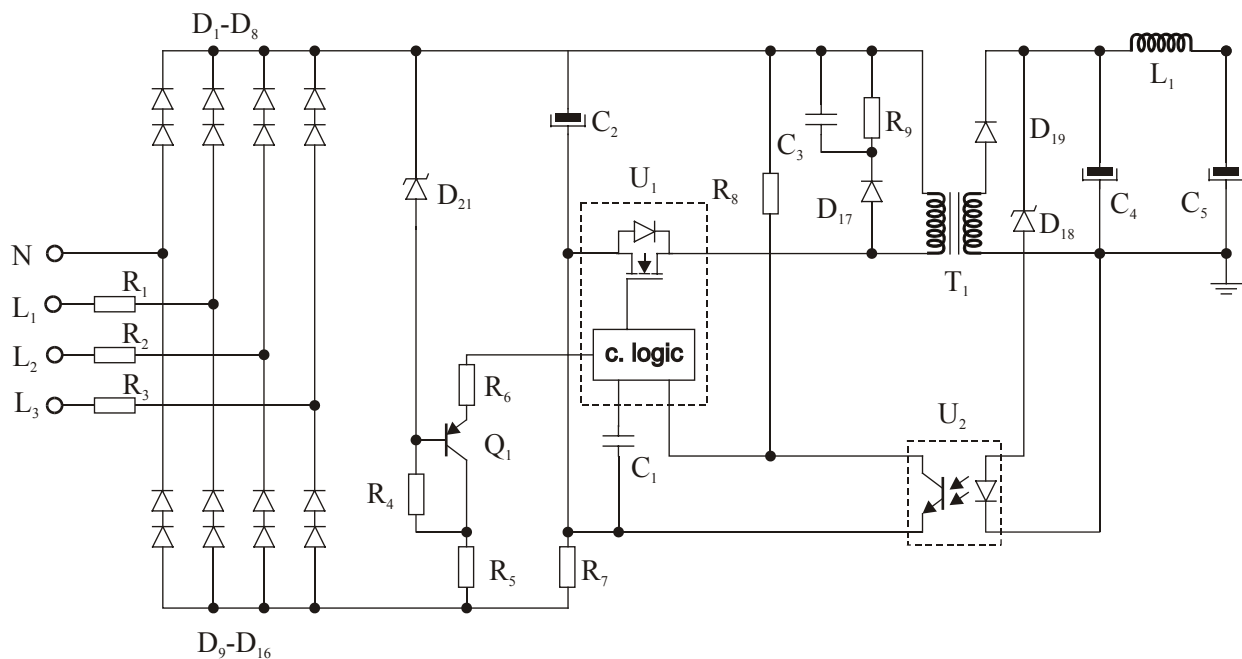 D₁-D₈
L₁
C₂
R₉
C₃
D₁₉
U₁
R₈
D₂₁
D₁₇
C₄
C₅
D₁₈
N
T₁
R₁
L₁
R₂
c. logic
L₂
R₃
R₆
L₃
U₂
Q₁
C₁
R₄
R₅
R₇
D₉-D₁₆